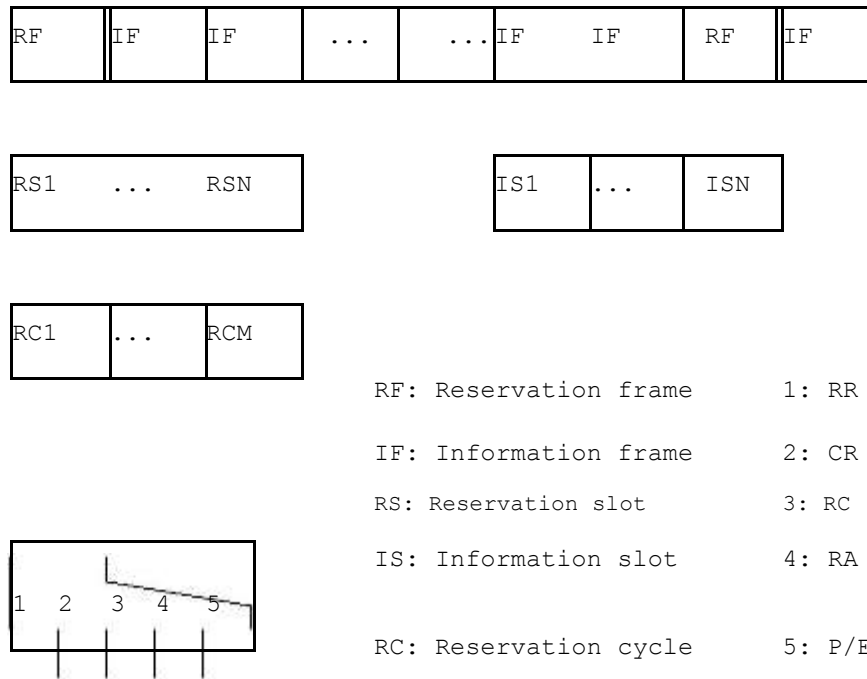 RF IF IF ... ... IF IF RF IF
RS1 ... RSN IS1 ... ISN
RC1 ... RCM
RF: Reservation frame 1: RR
IF: Information frame 2: CR
RS: Reservation slot 3: RC
IS: Information slot 4: RA
1 2 3 4 5
RC: Reservation cycle 5: P/E